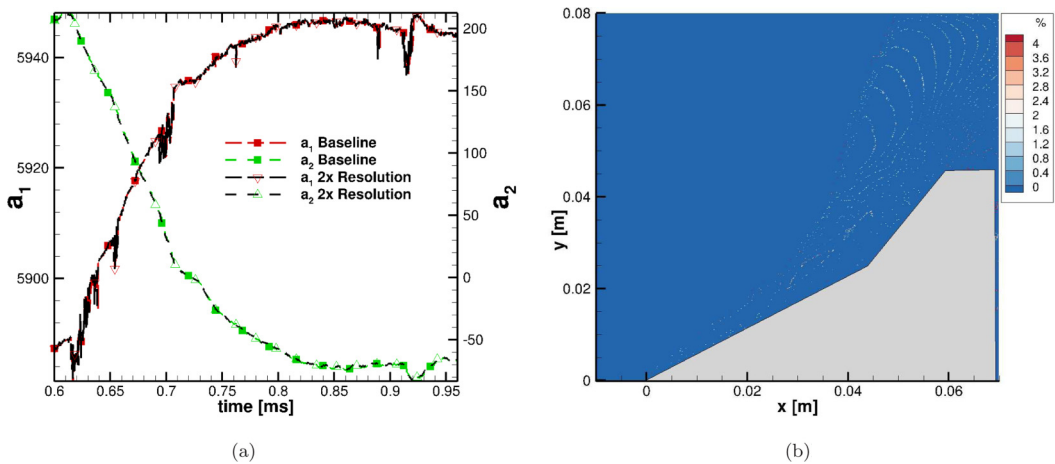 5940
5920
5900
a1
200
150
100
50
0
-50
a2
a1 Baseline
a2 Baseline
a1 2x Resolution
a2 2x Resolution
0.6 0.65 0.7 0.75 0.8 0.85 0.9 0.95
time [ms]
(a)
0.08
0.06
0.04
0.02
0
y [m]
0 0.02 0.04 0.06
x [m]
%
4
3.6
3.2
2.8
2.4
2
1.6
1.2
0.8
0.4
0
(b)